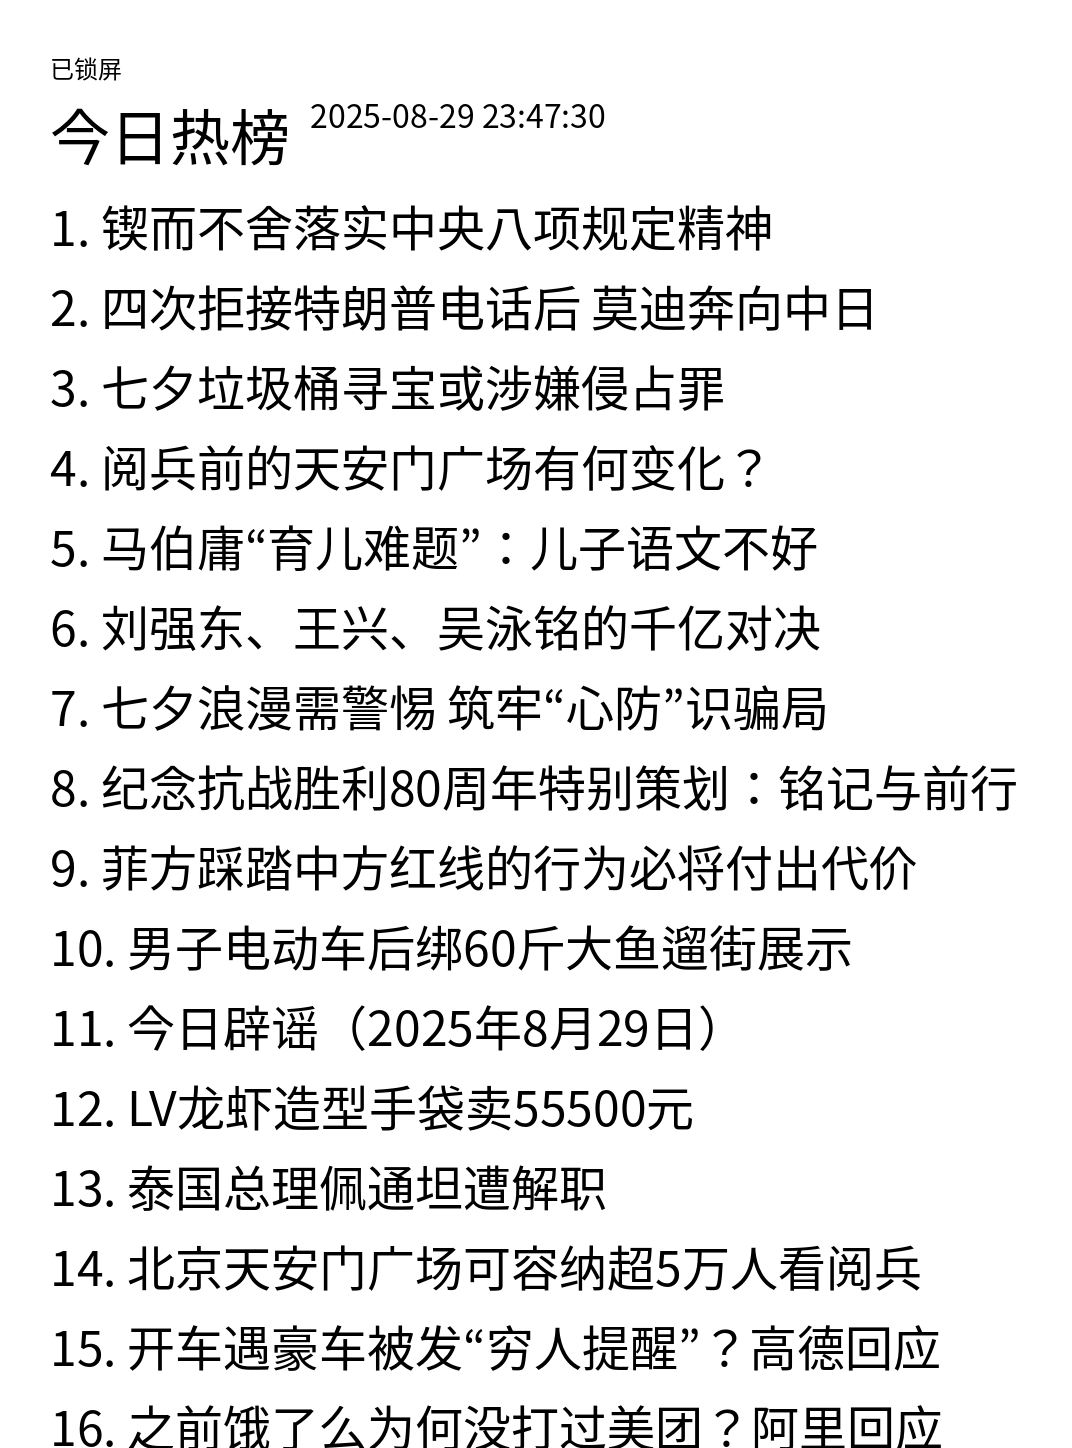 已锁屏
今日热榜 2025-08-29 23:47:30
1. 锲而不舍落实中央八项规定精神
2. 四次拒接特朗普电话后 莫迪奔向中日
3. 七夕垃圾桶寻宝或涉嫌侵占罪
4. 阅兵前的天安门广场有何变化？
5. 马伯庸“育儿难题”：儿子语文不好
6. 刘强东、王兴、吴泳铭的千亿对决
7. 七夕浪漫需警惕 筑牢“心防”识骗局
8. 纪念抗战胜利80周年特别策划：铭记与前行
9. 菲方踩踏中方红线的行为必将付出代价
10. 男子电动车后绑60斤大鱼遛街展示
11. 今日辟谣（2025年8月29日）
12. LV龙虾造型手袋卖55500元
13. 泰国总理佩通坦遭解职
14. 北京天安门广场可容纳超5万人看阅兵
15. 开车遇豪车被发“穷人提醒”？高德回应
16. 之前饿了么为何没打过美团？阿里回应